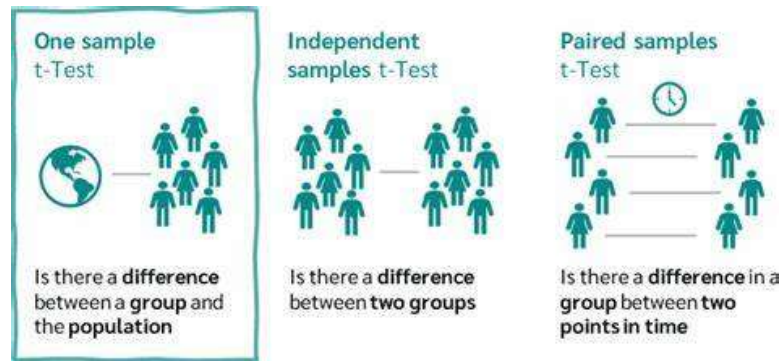 One sample
t-Test
Is there a difference
between a group and
the population
Independent
samples t-Test
Is there a difference
between two groups
Paired samples
t-Test
Is there a difference in a
group between two
points in time